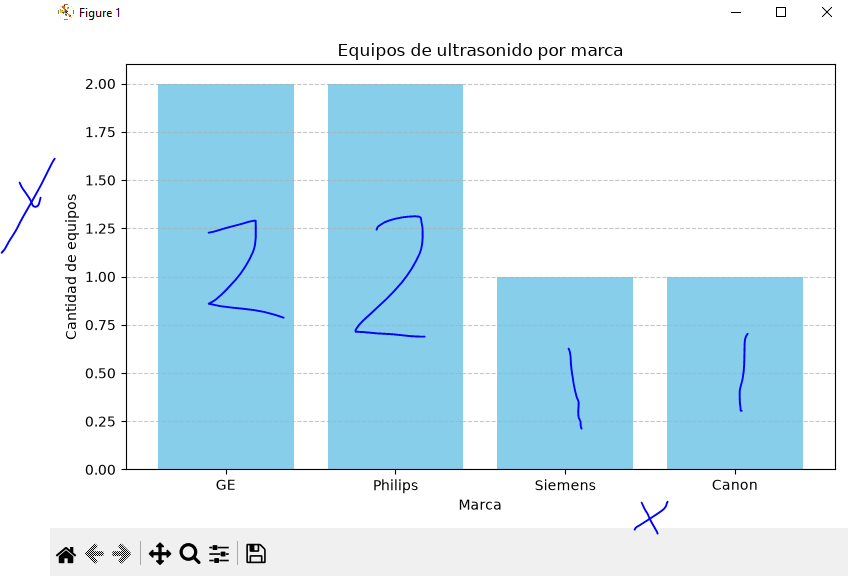 Figure 1
Equipos de ultrasonido por marca
2.00
1.75
1.50
1.25
1.00
0.75
0.50
0.25
0.00
Cantidad de equipos
y
2 2 1 1
GE Philips Siemens Canon
Marca
x